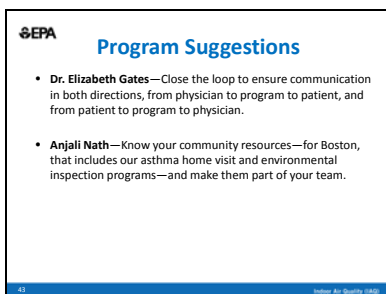 EPA
Program Suggestions
• Dr. Elizabeth Gates—Close the loop to ensure communication
in both directions, from physician to program to patient, and
from patient to program to physician.
• Anjali Nath—Know your community resources—for Boston,
that includes our asthma home visit and environmental
inspection programs—and make them part of your team.
43
Indoor Air Quality (IAQ)